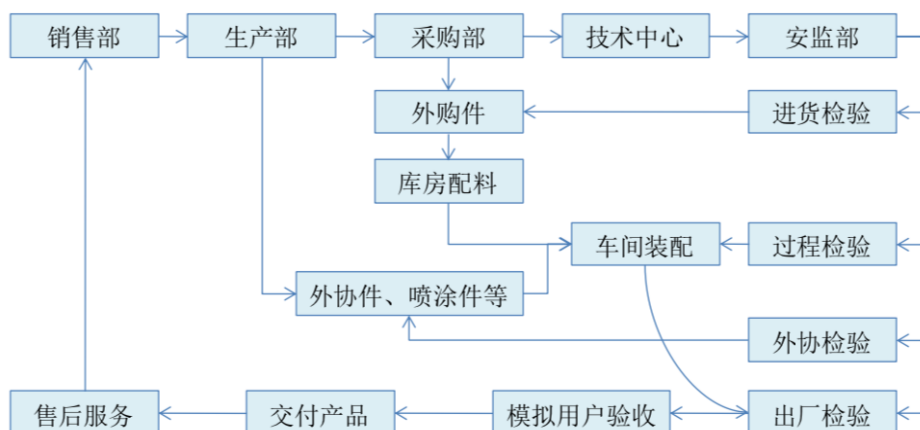 销售部
生产部
采购部
技术中心
安监部
外购件
进货检验
库房配料
车间装配
过程检验
外协件、喷涂件等
外协检验
售后服务
交付产品
模拟用户验收
出厂检验